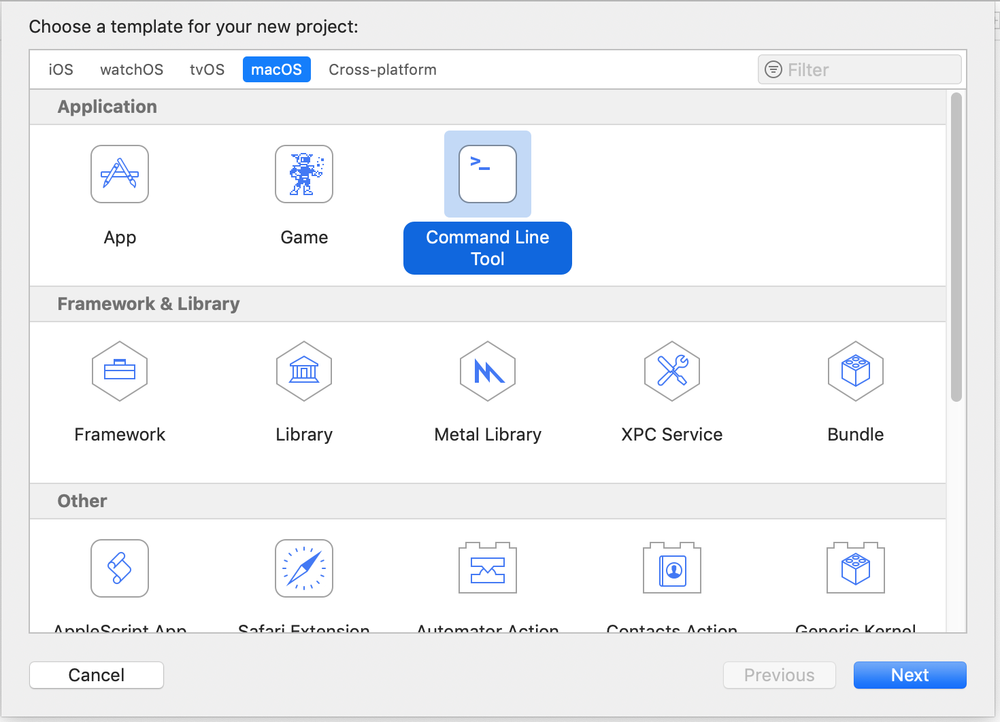 Choose a template for your new project:
iOS watchOS tvOS macOS Cross-platform Filter
Application
>_
App Game Command Line
Tool
Framework & Library
Framework Library Metal Library XPC Service Bundle
Other
AppleScript App Safari Extension Automator Action Contacts Action Generic Kernel
Cancel Previous Next